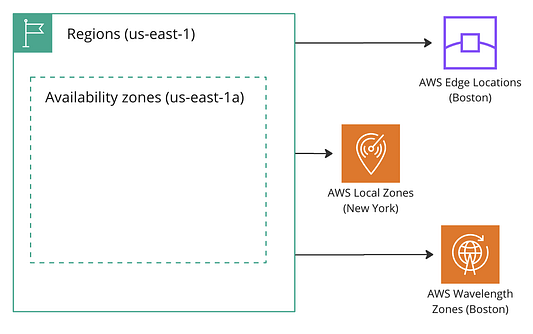 Regions (us-east-1)
Availability zones (us-east-1a)
AWS Edge Locations
(Boston)
AWS Local Zones
(New York)
AWS Wavelength
Zones (Boston)